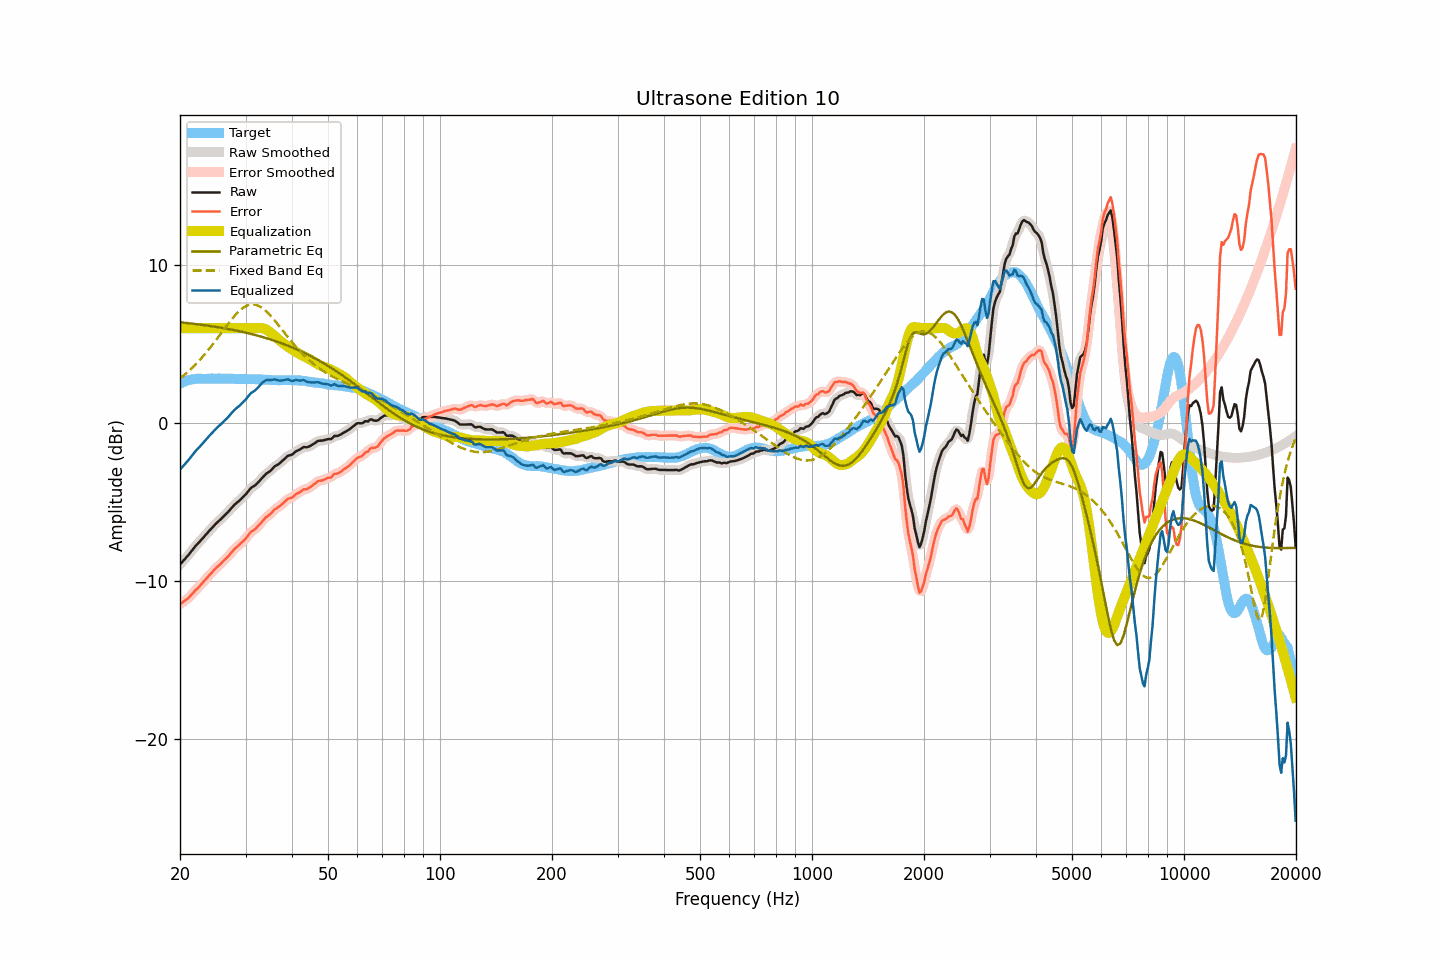 Ultrasone Edition 10
Target
Raw Smoothed
Error Smoothed
Raw
Error
Equalization
Parametric Eq
Fixed Band Eq
Equalized
Amplitude (dBr)
10
0
−10
−20
20 50 100 200 500 1000 2000 5000 10000 20000
Frequency (Hz)